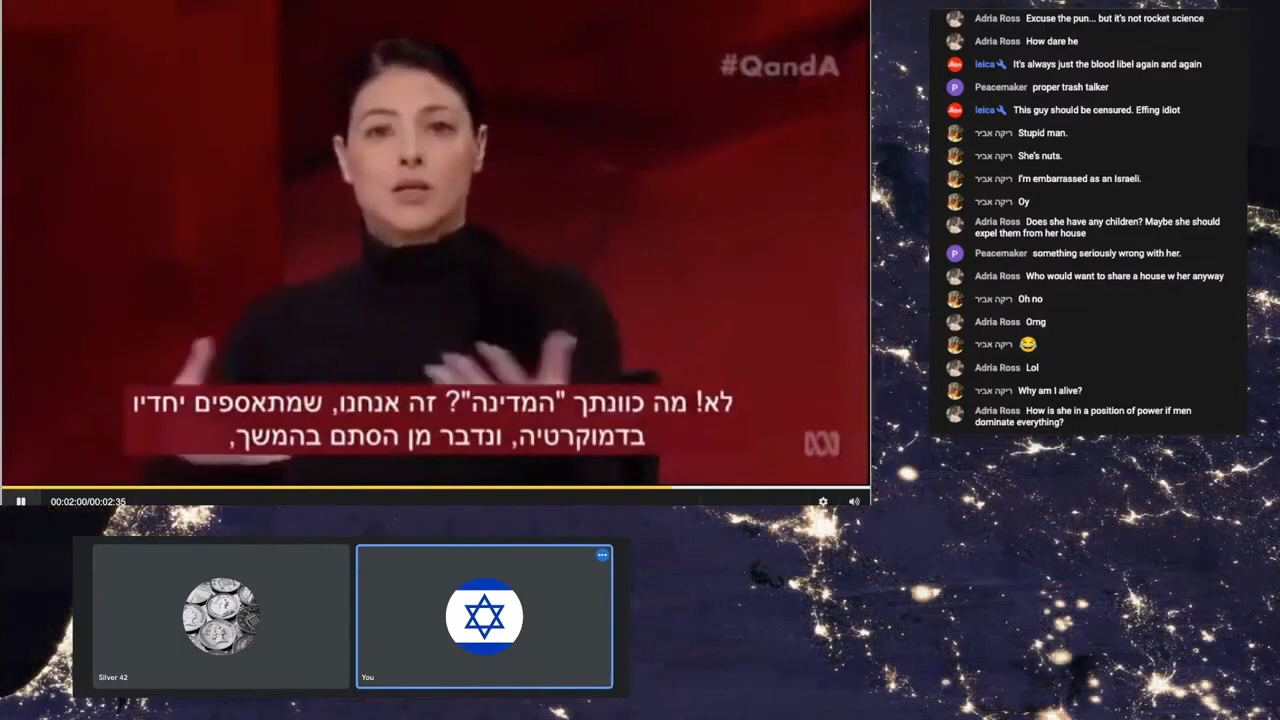 #QandA
לא! מה כוונתך "המדינה"? זה אנחנו, שמתאספים יחדיו
בדמוקרטיה, ונדבר מן הסתם בהמשך,
00:02:00/00:02:35
Silver 42
You
Adria Ross Excuse the pun... but it's not rocket science
Adria Ross How dare he
leica It's always just the blood libel again and again
P Peacemaker proper trash talker
leica This guy should be censured. Effing idiot
ריקה אביר Stupid man.
ריקה אביר She's nuts.
ריקה אביר I'm embarrassed as an Israeli.
ריקה אביר Oy
Adria Ross Does she have any children? Maybe she should
expel them from her house
P Peacemaker something seriously wrong with her.
Adria Ross Who would want to share a house w her anyway
ריקה אביר Oh no
Adria Ross Omg
ריקה אביר 😂
Adria Ross Lol
ריקה אביר Why am I alive?
Adria Ross How is she in a position of power if men
dominate everything?